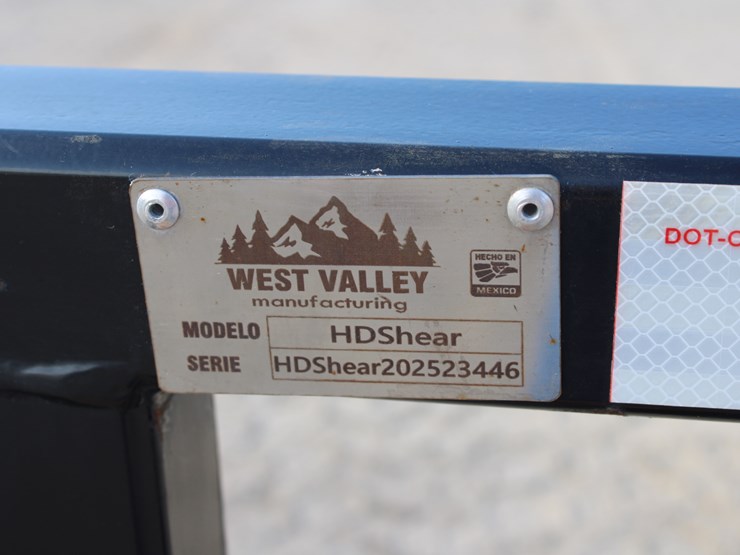 WEST VALLEY
manufacturing
HECHO EN
MEXICO
MODELO HDShear
SERIE HDShear202523446
DOT-C